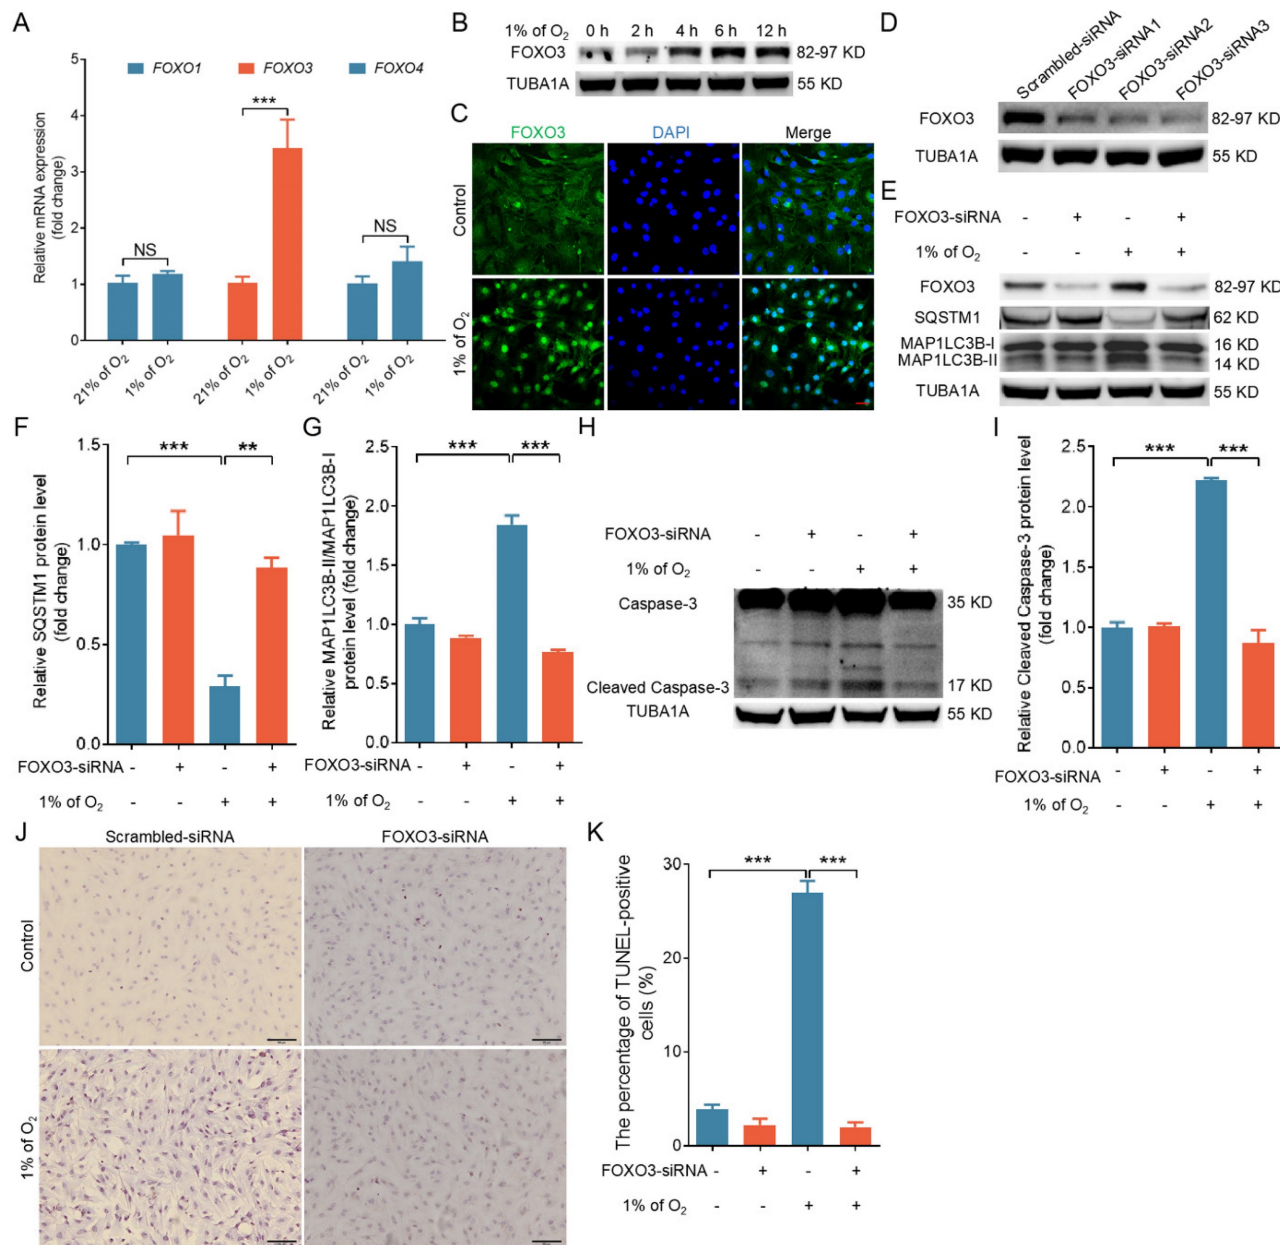 A
FOXO1 FOXO3 FOXO4
Relative mRNA expression
(fold change)
5
4
3
2
1
0
NS
***
NS
21% of O₂ 1% of O₂ 21% of O₂ 1% of O₂ 21% of O₂ 1% of O₂
B
1% of O₂ 0 h 2 h 4 h 6 h 12 h
FOXO3 82-97 KD
TUBA1A 55 KD
C
FOXO3 DAPI Merge
Control
1% of O₂
D
Scrambled-siRNA FOXO3-siRNA1 FOXO3-siRNA2 FOXO3-siRNA3
FOXO3 82-97 KD
TUBA1A 55 KD
E
FOXO3-siRNA - + - +
1% of O₂ - - + +
FOXO3 82-97 KD
SQSTM1 62 KD
MAP1LC3B-I 16 KD
MAP1LC3B-II 14 KD
TUBA1A 55 KD
F
Relative SQSTM1 protein level
(fold change)
1.5
1.0
0.5
0.0
*** **
FOXO3-siRNA - + - +
1% of O₂ - - + +
G
Relative MAP1LC3B-II/MAP1LC3B-I
protein level (fold change)
2.5
2.0
1.5
1.0
0.5
0.0
*** ***
FOXO3-siRNA - + - +
1% of O₂ - - + +
H
FOXO3-siRNA - + - +
1% of O₂ - - + +
Caspase-3 35 KD
Cleaved Caspase-3 17 KD
TUBA1A 55 KD
I
Relative Cleaved Caspase-3 protein level
(fold change)
2.5
2.0
1.5
1.0
0.5
0.0
*** ***
FOXO3-siRNA - + - +
1% of O₂ - - + +
J
Scrambled-siRNA FOXO3-siRNA
Control
1% of O₂
K
The percentage of TUNEL-positive
cells (%)
30
20
10
0
*** ***
FOXO3-siRNA - + - +
1% of O₂ - - + +